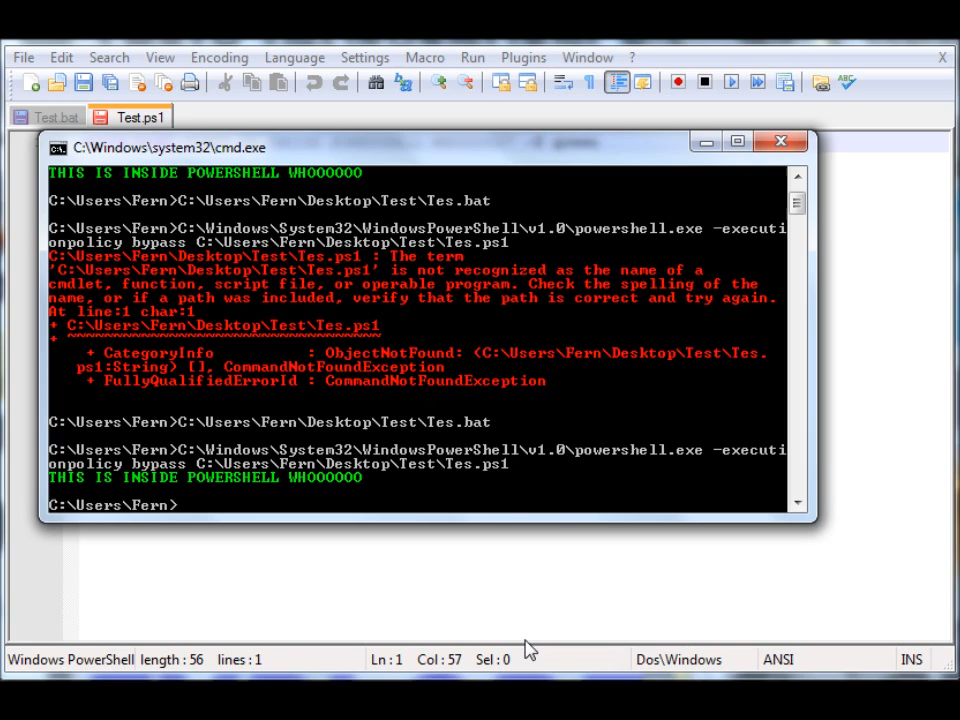 File Edit Search View Encoding Language Settings Macro Run Plugins Window ? X
Test.bat Test.ps1
C:\Windows\system32\cmd.exe
THIS IS INSIDE POWERSHELL WHOOOOOO
C:\Users\Fern>C:\Users\Fern\Desktop\Test\Tes.bat
C:\Users\Fern>C:\Windows\System32\WindowsPowerShell\v1.0\powershell.exe -executi
onpolicy bypass C:\Users\Fern\Desktop\Test\Tes.ps1
C:\Users\Fern\Desktop\Test\Tes.ps1 : The term
'C:\Users\Fern\Desktop\Test\Tes.ps1' is not recognized as the name of a
cmdlet, function, script file, or operable program. Check the spelling of the
name, or if a path was included, verify that the path is correct and try again.
At line:1 char:1
+ C:\Users\Fern\Desktop\Test\Tes.ps1
+ ~~~~~~~~~~~~~~~~~~~~~~~~~~~~~~~~~~
+ CategoryInfo : ObjectNotFound: (C:\Users\Fern\Desktop\Test\Tes.
ps1:String) [], CommandNotFoundException
+ FullyQualifiedErrorId : CommandNotFoundException
C:\Users\Fern>C:\Users\Fern\Desktop\Test\Tes.bat
C:\Users\Fern>C:\Windows\System32\WindowsPowerShell\v1.0\powershell.exe -executi
onpolicy bypass C:\Users\Fern\Desktop\Test\Tes.ps1
THIS IS INSIDE POWERSHELL WHOOOOOO
C:\Users\Fern>
Windows PowerShell length : 56 lines : 1 Ln : 1 Col : 57 Sel : 0 Dos\Windows ANSI INS